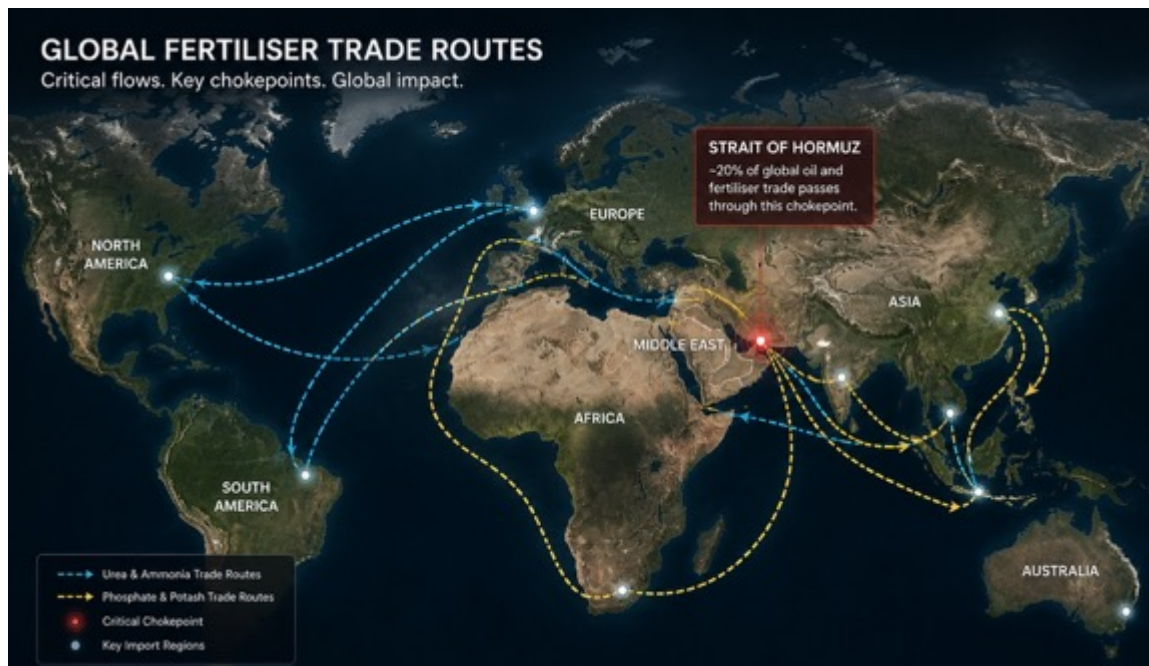 GLOBAL FERTILISER TRADE ROUTES
Critical flows. Key chokepoints. Global impact.
STRAIT OF HORMUZ
~20% of global oil and
fertiliser trade passes
through this chokepoint.
EUROPE
NORTH
AMERICA
ASIA
MIDDLE EAST
AFRICA
SOUTH
AMERICA
AUSTRALIA
Urea & Ammonia Trade Routes
Phosphate & Potash Trade Routes
Critical Chokepoint
Key Import Regions